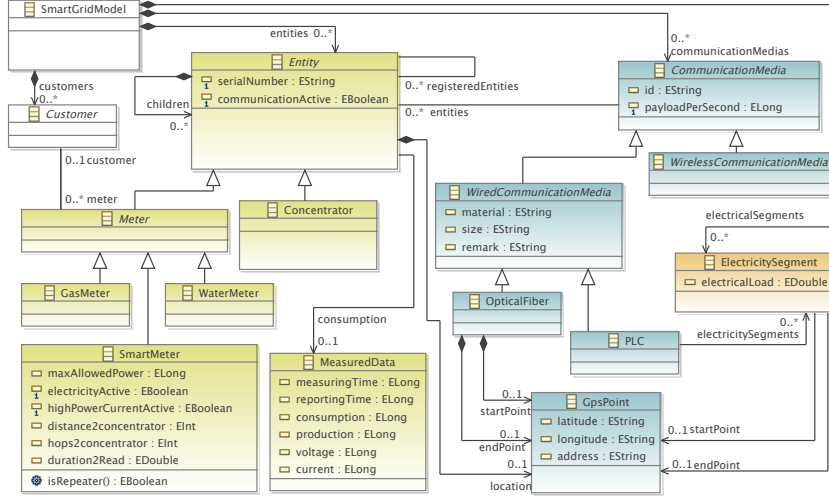 SmartGridModel
entities 0..*
0..*
communicationMedias
customers
0..*
Entity
serialNumber : EString
communicationActive : EBoolean
children
0..*
0..* registeredEntities
0..* entities
CommunicationMedia
id : EString
payloadPerSecond : ELong
Customer
0..1 customer
0..* meter
WiredCommunicationMedia
material : EString
size : EString
remark : EString
WirelessCommunicationMedia
Meter
Concentrator
electricalSegments
0..*
ElectricitySegment
electricalLoad : EDouble
GasMeter
WaterMeter
OpticalFiber
consumption
0..1
PLC
0..*
electricitySegments
SmartMeter
maxAllowedPower : ELong
electricityActive : EBoolean
highPowerCurrentActive : EBoolean
distance2concentrator : EInt
hops2concentrator : EInt
duration2Read : EDouble
isRepeater() : EBoolean
MeasuredData
measuringTime : ELong
reportingTime : ELong
consumption : ELong
production : ELong
voltage : ELong
current : ELong
0..1
startPoint
0..1
endPoint
0..1
location
GpsPoint
latitude : EString
longitude : EString
address : EString
0..1 startPoint
0..1 endPoint